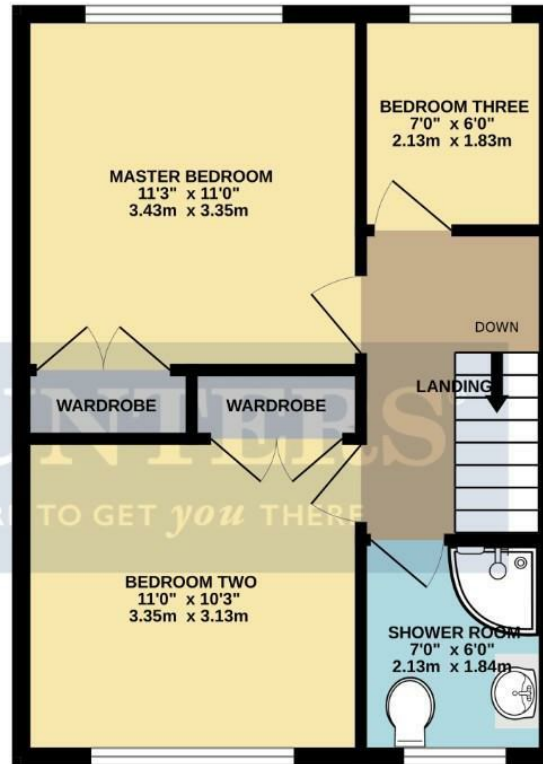 BEDROOM THREE
7'0" x 6'0"
2.13m x 1.83m
MASTER BEDROOM
11'3" x 11'0"
3.43m x 3.35m
DOWN
LANDING
WARDROBE
WARDROBE
UNTERS
TO GET you THERE
BEDROOM TWO
11'0" x 10'3"
3.35m x 3.13m
SHOWER ROOM
7'0" x 6'0"
2.13m x 1.84m